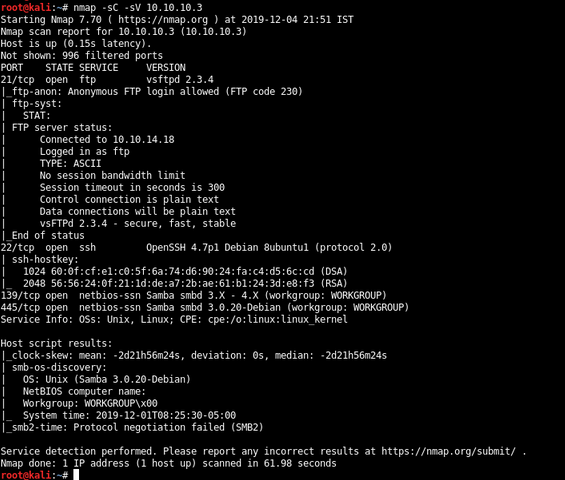 root@kali:~# nmap -sC -sV 10.10.10.3
Starting Nmap 7.70 ( https://nmap.org ) at 2019-12-04 21:51 IST
Nmap scan report for 10.10.10.3 (10.10.10.3)
Host is up (0.15s latency).
Not shown: 996 filtered ports
PORT    STATE SERVICE     VERSION
21/tcp  open  ftp         vsftpd 2.3.4
|_ftp-anon: Anonymous FTP login allowed (FTP code 230)
| ftp-syst:
|   STAT:
| FTP server status:
|      Connected to 10.10.14.18
|      Logged in as ftp
|      TYPE: ASCII
|      No session bandwidth limit
|      Session timeout in seconds is 300
|      Control connection is plain text
|      Data connections will be plain text
|      vsFTPd 2.3.4 - secure, fast, stable
|_End of status
22/tcp  open  ssh         OpenSSH 4.7p1 Debian 8ubuntu1 (protocol 2.0)
| ssh-hostkey:
|   1024 60:0f:cf:e1:c0:5f:6a:74:d6:90:24:fa:c4:d5:6c:cd (DSA)
|_  2048 56:56:24:0f:21:1d:de:a7:2b:ae:61:b1:24:3d:e8:f3 (RSA)
139/tcp open  netbios-ssn Samba smbd 3.X - 4.X (workgroup: WORKGROUP)
445/tcp open  netbios-ssn Samba smbd 3.0.20-Debian (workgroup: WORKGROUP)
Service Info: OSs: Unix, Linux; CPE: cpe:/o:linux:linux_kernel
Host script results:
|_clock-skew: mean: -2d21h56m24s, deviation: 0s, median: -2d21h56m24s
| smb-os-discovery:
|   OS: Unix (Samba 3.0.20-Debian)
|   NetBIOS computer name:
|   Workgroup: WORKGROUP\x00
|_  System time: 2019-12-01T08:25:30-05:00
|_smb2-time: Protocol negotiation failed (SMB2)
Service detection performed. Please report any incorrect results at https://nmap.org/submit/ .
Nmap done: 1 IP address (1 host up) scanned in 61.98 seconds
root@kali:~#